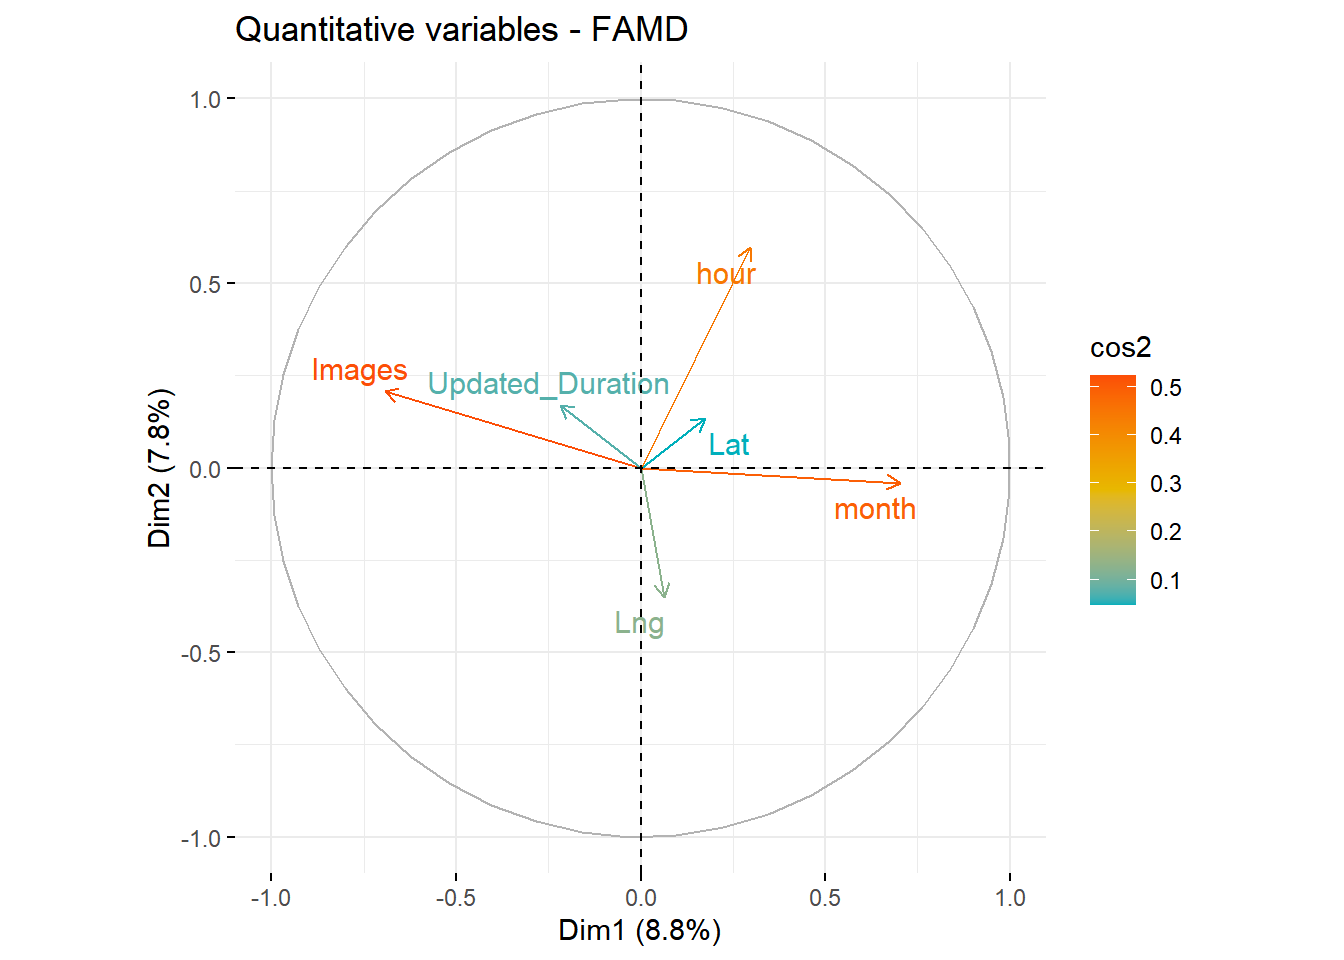 Quantitative variables - FAMD
1.0
0.5
0.0
-0.5
-1.0
Dim2 (7.8%)
hour
Images
Updated_Duration
Lat
month
Lng
-1.0
-0.5
0.0
0.5
1.0
Dim1 (8.8%)
cos2
0.5
0.4
0.3
0.2
0.1